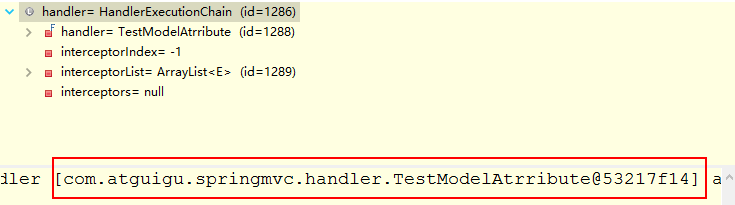 handler= HandlerExecutionChain (id=1286)
handler= TestModelAtrribute (id=1288)
interceptorIndex= -1
interceptorList= ArrayList<E> (id=1289)
interceptors= null
dler [com.atguigu.springmvc.handler.TestModelAtrribute@53217f14] a